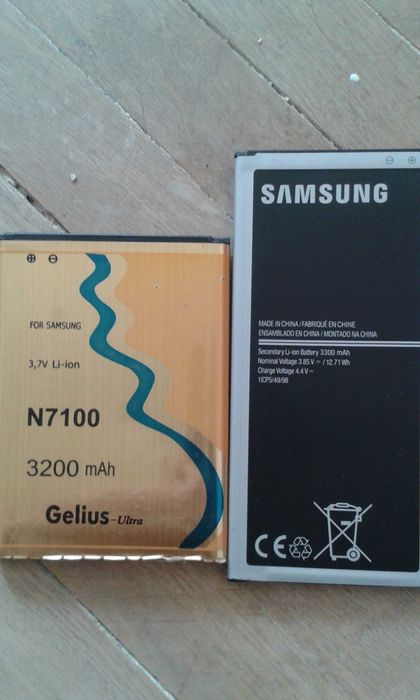 FOR SAMSUNG
3,7V Li-ion
N7100
3200 mAh
Gelius-Ultra
SAMSUNG
MADE IN CHINA / FABRIQUÉ EN CHINE
ENSAMBLADO EN CHINA / MONTADO NA CHINA
Secondary Li-ion Battery 3300 mAh
Nominal Voltage 3.85 V ⎓ / 12.71 Wh
Charge Voltage 4.4 V ⎓
1ICP5/49/98
CE